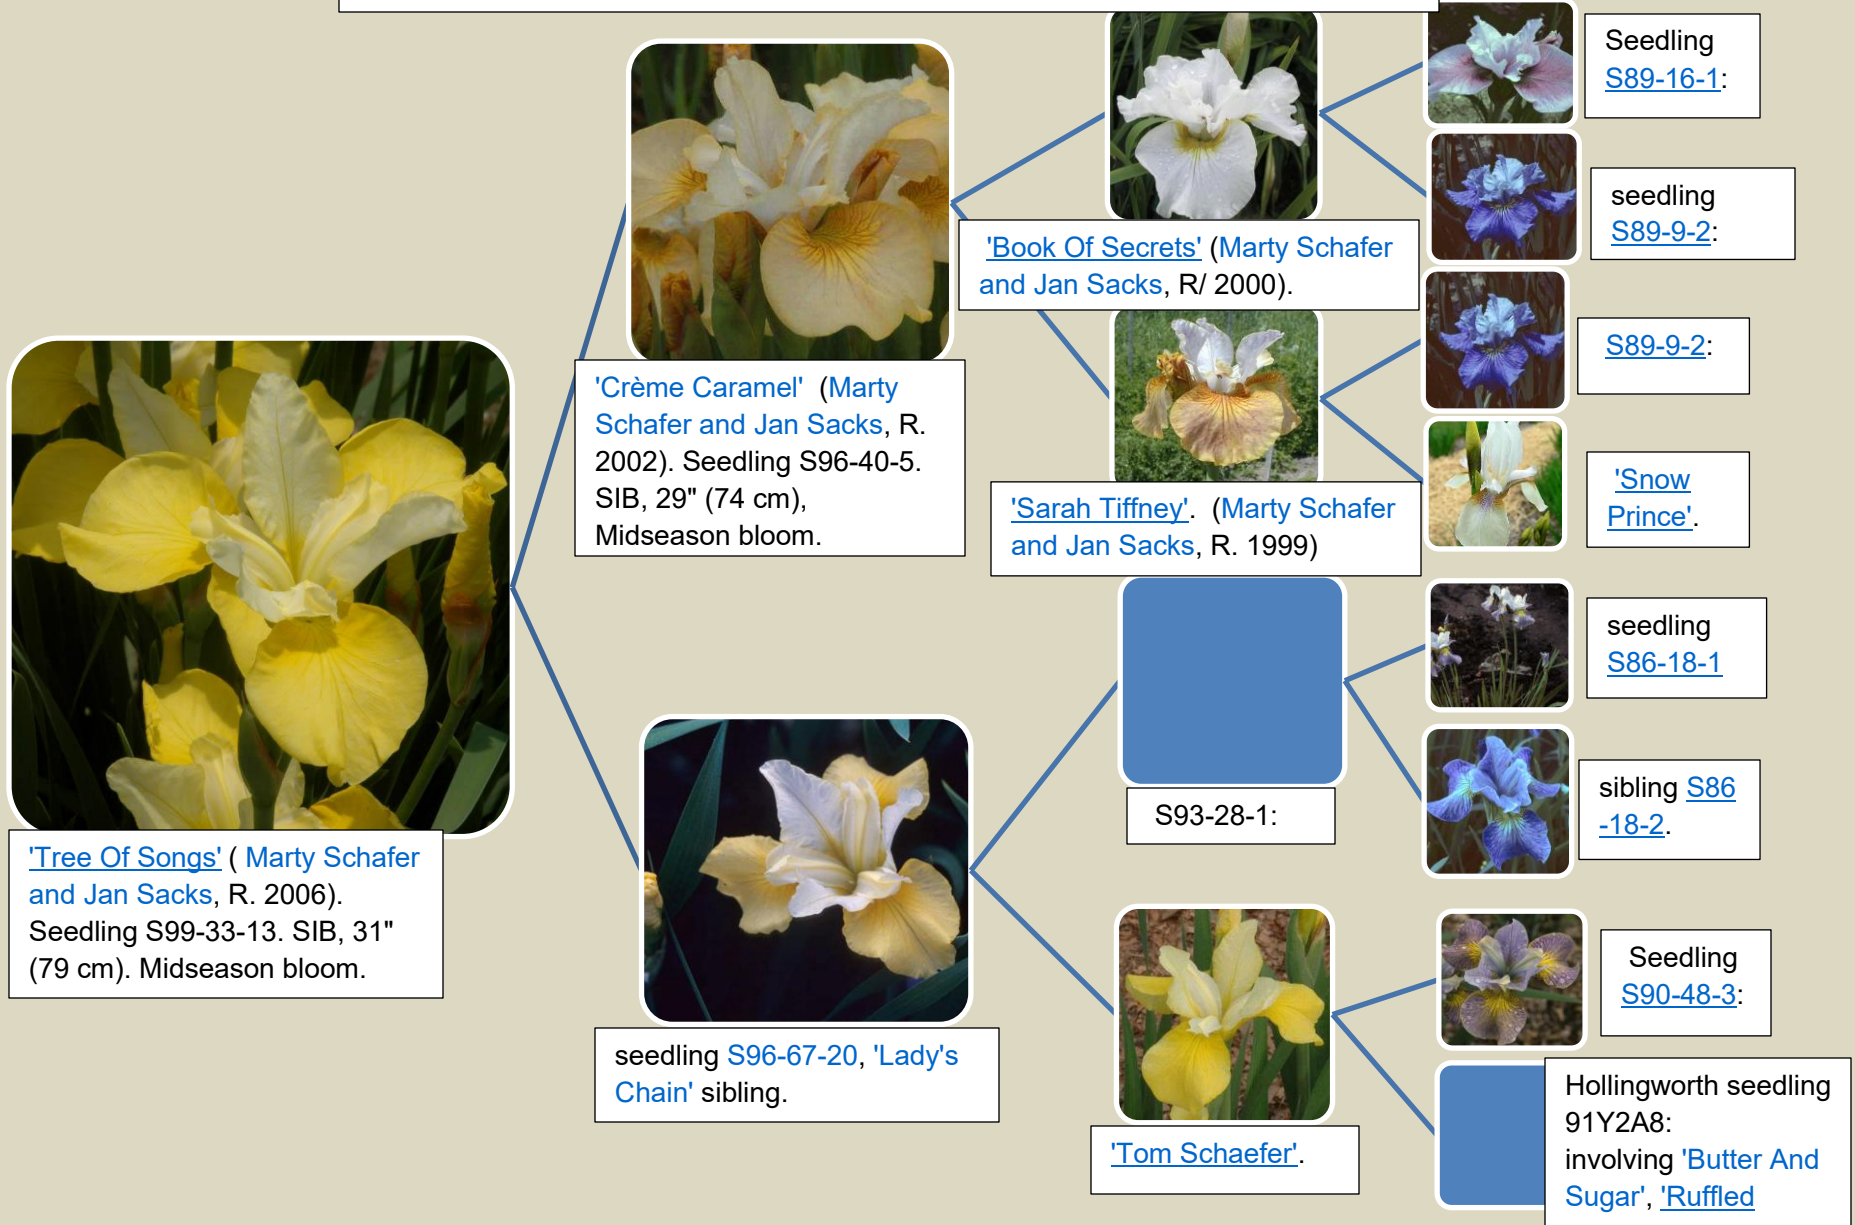 Seedling
S89-16-1:
seedling
S89-9-2:
'Book Of Secrets' (Marty Schafer
and Jan Sacks, R/ 2000).
S89-9-2:
'Crème Caramel'  (Marty
Schafer and Jan Sacks, R.
2002). Seedling S96-40-5.
SIB, 29" (74 cm),
Midseason bloom.
'Snow
Prince'.
'Sarah Tiffney'.  (Marty Schafer
and Jan Sacks, R. 1999)
seedling
S86-18-1
sibling S86
-18-2.
S93-28-1:
'Tree Of Songs' ( Marty Schafer
and Jan Sacks, R. 2006).
Seedling S99-33-13. SIB, 31"
(79 cm). Midseason bloom.
Seedling
S90-48-3:
seedling S96-67-20, 'Lady's
Chain' sibling.
Hollingworth seedling
91Y2A8:
involving 'Butter And
Sugar', 'Ruffled
'Tom Schaefer'.